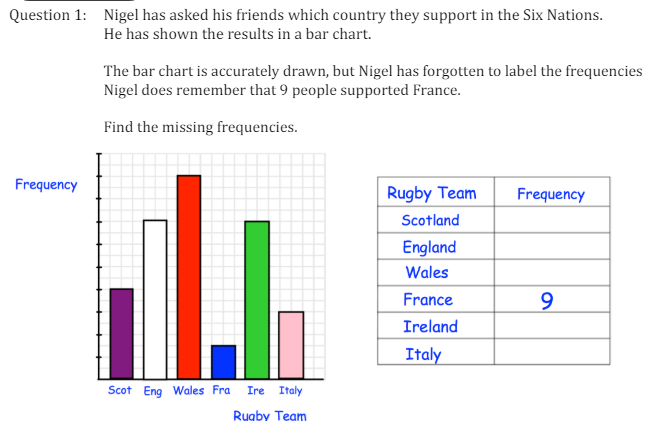 Question 1: Nigel has asked his friends which country they support in the Six Nations.
He has shown the results in a bar chart.
The bar chart is accurately drawn, but Nigel has forgotten to label the frequencies
Nigel does remember that 9 people supported France.
Find the missing frequencies.
Frequency
Scot Eng Wales Fra Ire Italy
Rugby Team
Rugby Team Frequency
Scotland
England
Wales
France 9
Ireland
Italy